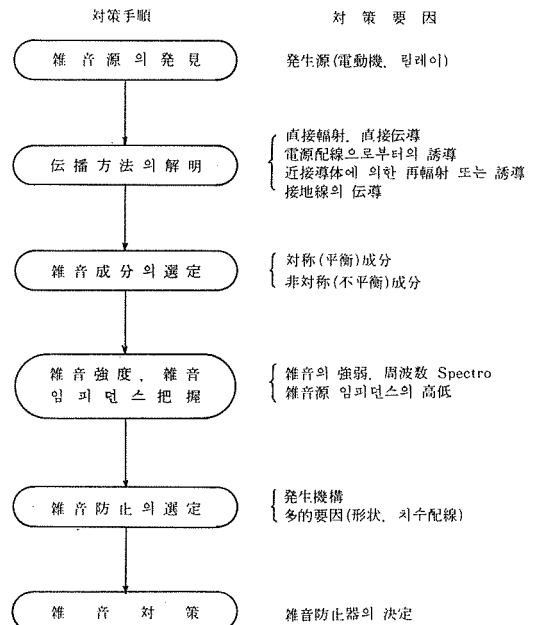 対策手順
対策要因
雑音源의 発見
発生源(電動機, 릴레이)
伝播方法의 解明
直接輻射, 直接伝導
電源配線으로부터의 誘導
近接導体에 의한 再輻射 또는 誘導
接地線의 伝導
雑音成分의 選定
対称(平衡)成分
非対称(不平衡)成分
雑音強度, 雑音
임피던스 把握
雑音의 強弱, 周波数 Spectro
雑音源 임피던스의 高低
雑音防止의 選定
発生機構
多的要因(形状, 치수配線)
雑音対策
雑音防止器의 決定